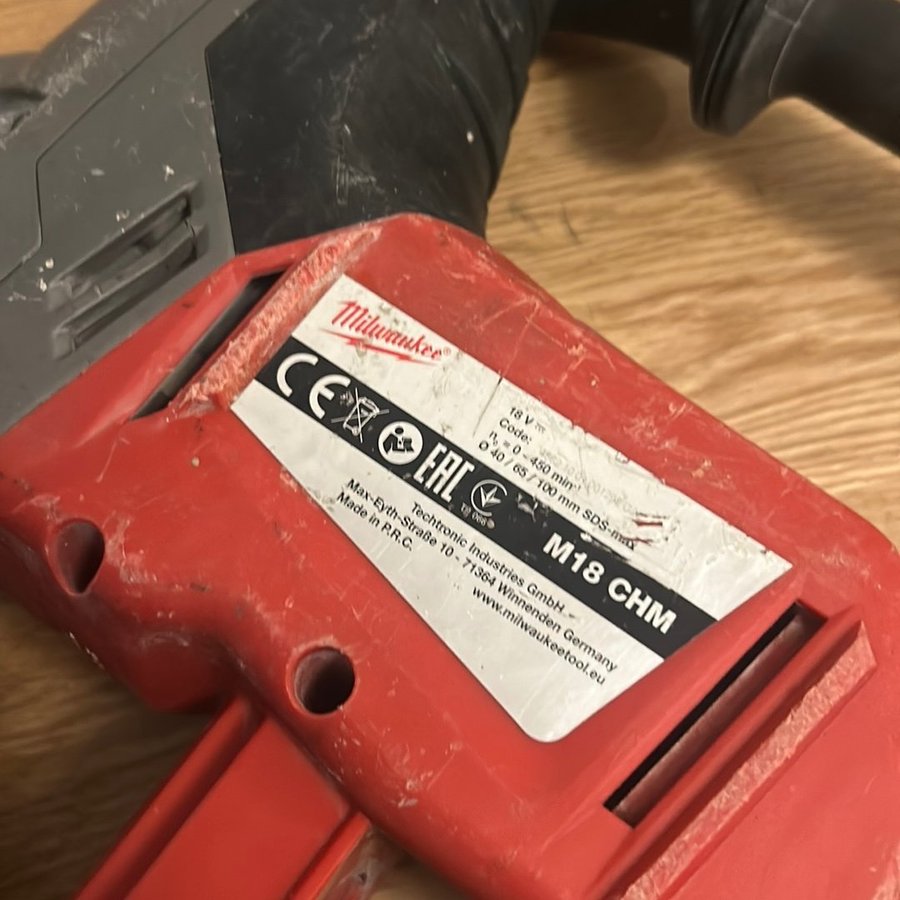 Milwaukee®
18 V ⎓
Code:
n₀ = 0 - 450 min⁻¹
Ø 40 / 65 / 100 mm SDS-max
CE
EAC
M18 CHM
Techtronic Industries GmbH
Max-Eyth-Straße 10 - 71364 Winnenden Germany
Made in P.R.C.
www.milwaukeetool.eu